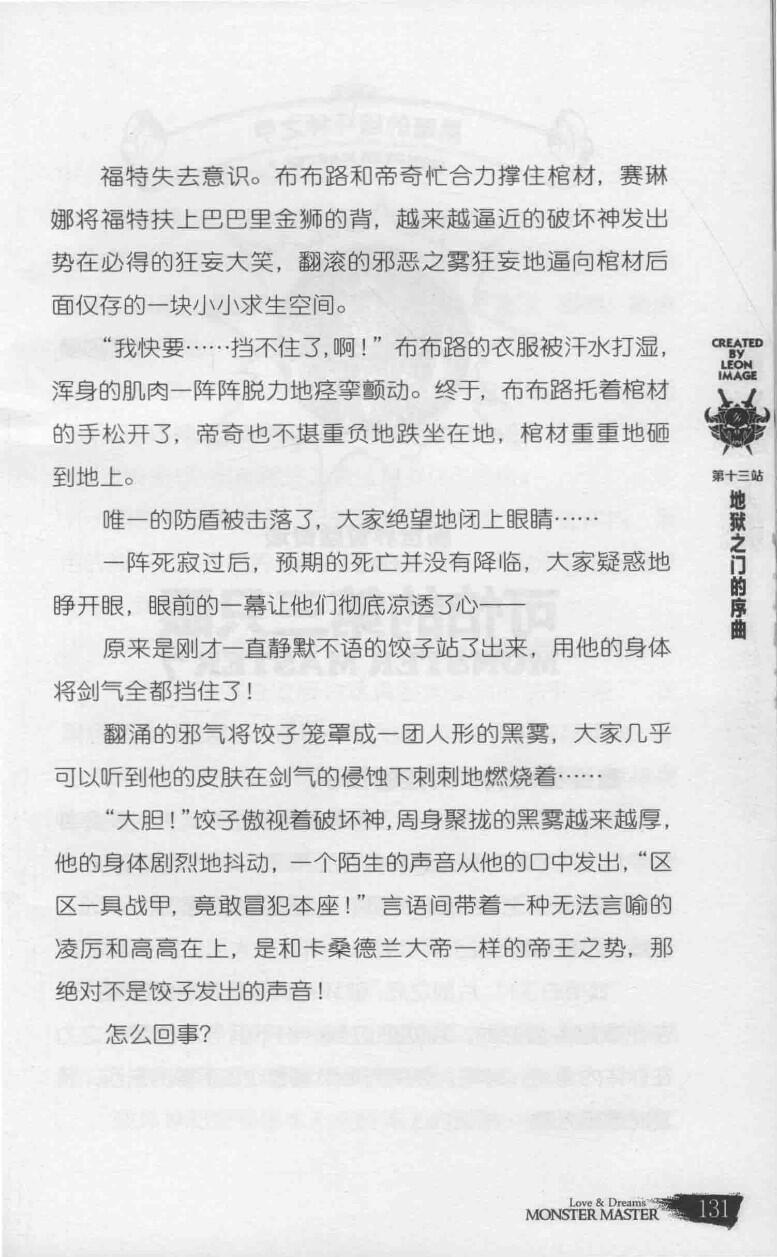 福特失去意识。布布路和帝奇忙合力撑住棺材，赛琳
娜将福特扶上巴巴里金狮的背，越来越逼近的破坏神发出
势在必得的狂妄大笑，翻滚的邪恶之雾狂妄地逼向棺材后
面仅存的一块小小求生空间。
“我快要……挡不住了，啊！”布布路的衣服被汗水打湿，
浑身的肌肉一阵阵脱力地痉挛颤动。终于，布布路托着棺材
的手松开了，帝奇也不堪重负地跌坐在地，棺材重重地砸
到地上。
唯一的防盾被击落了，大家绝望地闭上眼睛……
一阵死寂过后，预期的死亡并没有降临，大家疑惑地
睁开眼，眼前的一幕让他们彻底凉透了心——
原来是刚才一直静默不语的饺子站了出来，用他的身体
将剑气全都挡住了！
翻涌的邪气将饺子笼罩成一团人形的黑雾，大家几乎
可以听到他的皮肤在剑气的侵蚀下刺刺地燃烧着……
“大胆！”饺子傲视着破坏神，周身聚拢的黑雾越来越厚，
他的身体剧烈地抖动，一个陌生的声音从他的口中发出，“区
区一具战甲，竟敢冒犯本座！”言语间带着一种无法言喻的
凌厉和高高在上，是和卡桑德兰大帝一样的帝王之势，那
绝对不是饺子发出的声音！
怎么回事？
CREATED
BY
LEON
IMAGE
第十三站
地狱之门的序曲
Love & Dreams
MONSTER MASTER
131